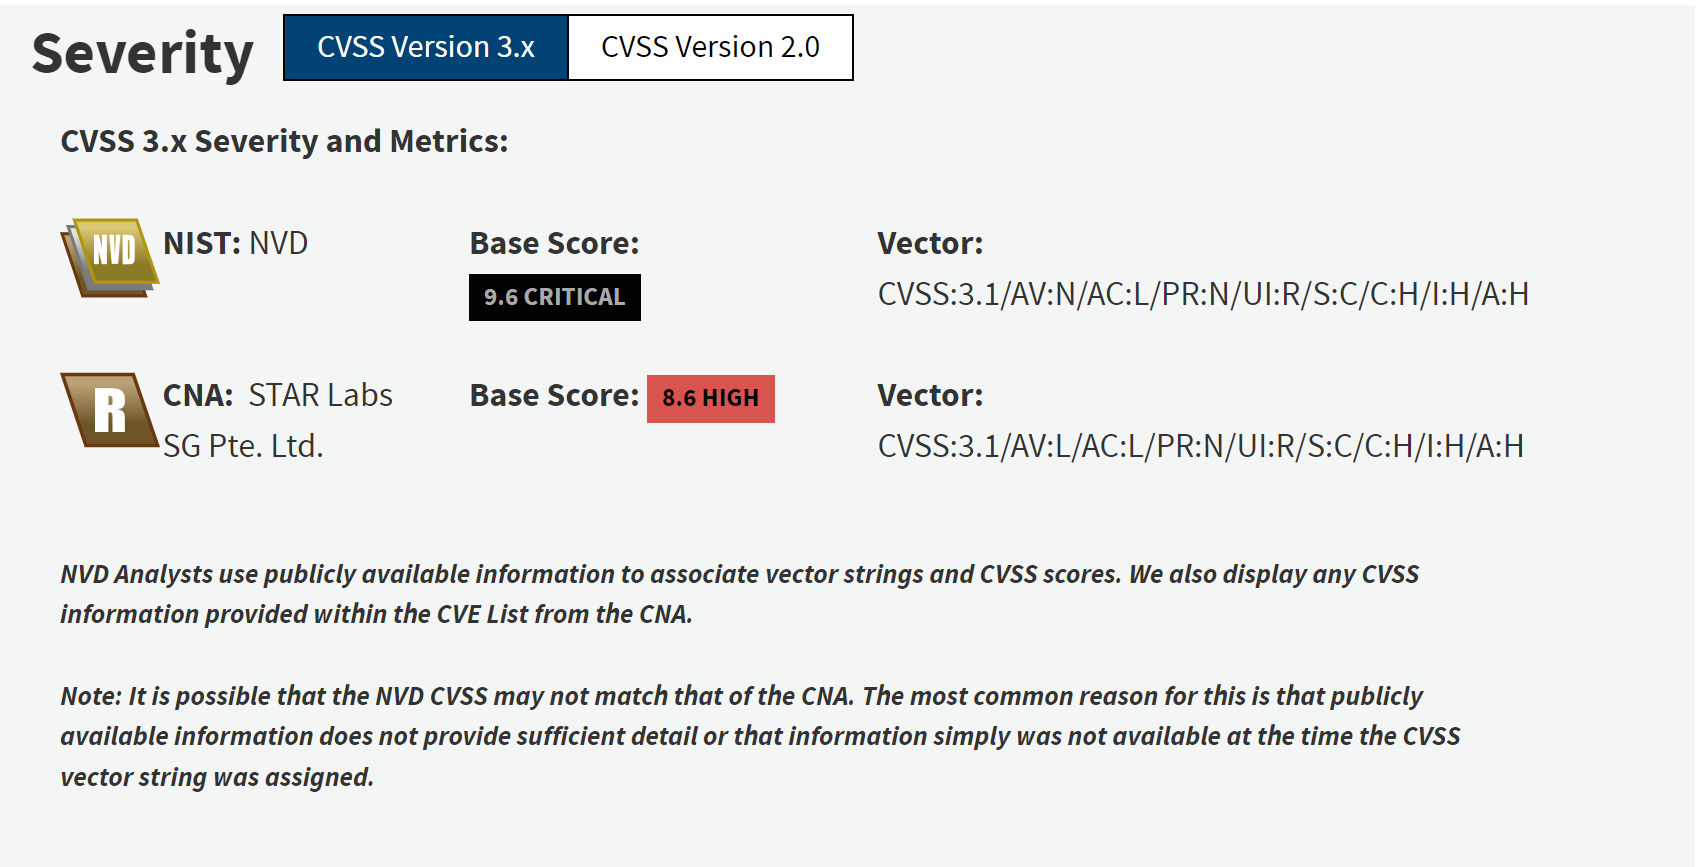 Severity
CVSS Version 3.x
CVSS Version 2.0
CVSS 3.x Severity and Metrics:
NVD
NIST: NVD
Base Score:
9.6 CRITICAL
Vector:
CVSS:3.1/AV:N/AC:L/PR:N/UI:R/S:C/C:H/I:H/A:H
R
CNA: STAR Labs
SG Pte. Ltd.
Base Score: 8.6 HIGH
Vector:
CVSS:3.1/AV:L/AC:L/PR:N/UI:R/S:C/C:H/I:H/A:H
NVD Analysts use publicly available information to associate vector strings and CVSS scores. We also display any CVSS
information provided within the CVE List from the CNA.
Note: It is possible that the NVD CVSS may not match that of the CNA. The most common reason for this is that publicly
available information does not provide sufficient detail or that information simply was not available at the time the CVSS
vector string was assigned.